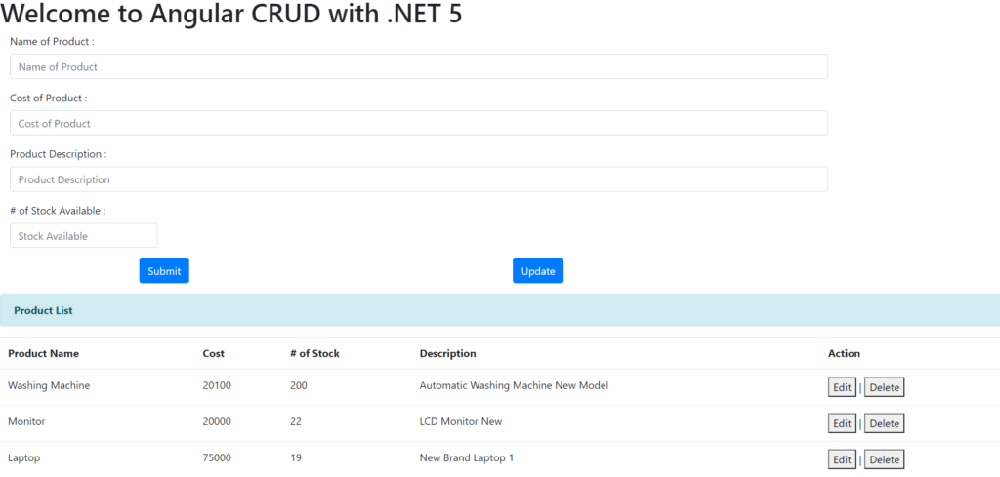 Welcome to Angular CRUD with .NET 5
Name of Product :
Name of Product
Cost of Product :
Cost of Product
Product Description :
Product Description
# of Stock Available :
Stock Available
Submit Update
Product List
Product Name Cost # of Stock Description Action
Washing Machine 20100 200 Automatic Washing Machine New Model Edit | Delete
Monitor 20000 22 LCD Monitor New Edit | Delete
Laptop 75000 19 New Brand Laptop 1 Edit | Delete